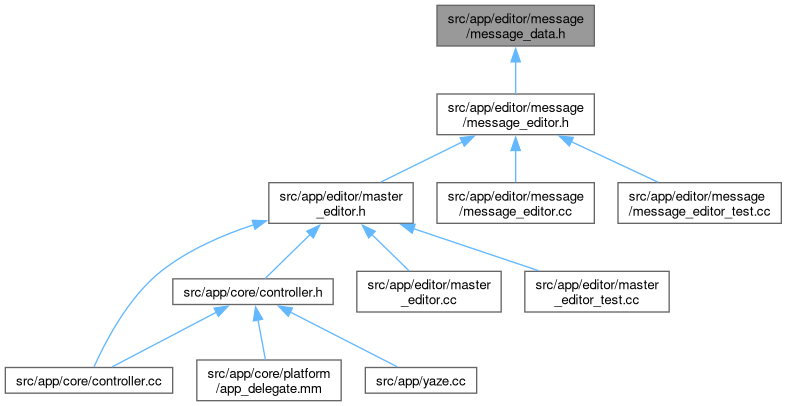 src/app/editor/message
/message_data.h
src/app/editor/message
/message_editor.h
src/app/editor/master
_editor.h
src/app/editor/message
/message_editor.cc
src/app/editor/message
/message_editor_test.cc
src/app/core/controller.h
src/app/editor/master
_editor.cc
src/app/editor/master
_editor_test.cc
src/app/core/controller.cc
src/app/core/platform
/app_delegate.mm
src/app/yaze.cc